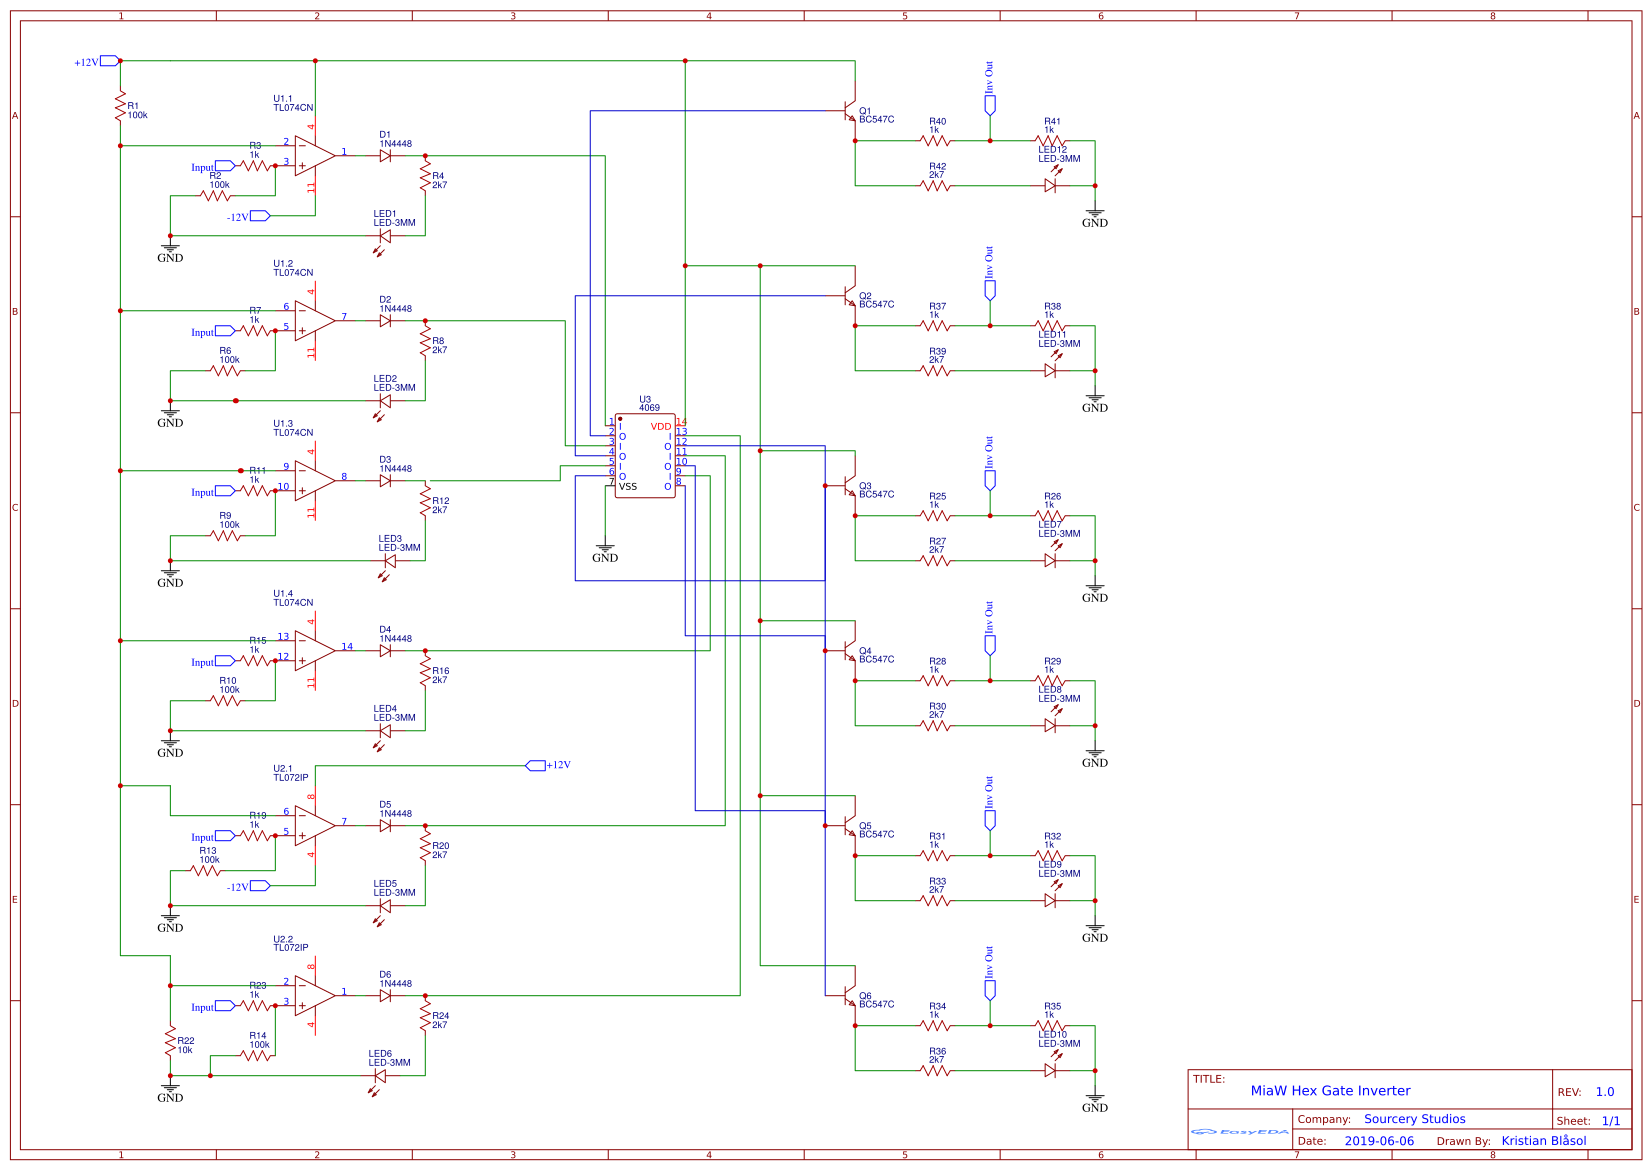 1 2 3 4 5 6 7 8
A
B
C
D
E
+12V
R1
100k
U1.1
TL074CN
4
2
3
1
11
R3
1k
Input
R2
100k
-12V
GND
D1
1N4448
R4
2k7
LED1
LED-3MM
U1.2
TL074CN
4
6
5
7
11
R7
1k
Input
R6
100k
GND
D2
1N4448
R8
2k7
LED2
LED-3MM
U1.3
TL074CN
4
9
10
8
11
R11
1k
Input
R9
100k
GND
D3
1N4448
R12
2k7
LED3
LED-3MM
U1.4
TL074CN
4
13
12
14
11
R15
1k
Input
R10
100k
GND
D4
1N4448
R16
2k7
LED4
LED-3MM
U2.1
TL072IP
+12V
8
6
5
7
4
R19
1k
Input
R13
100k
-12V
GND
D5
1N4448
R20
2k7
LED5
LED-3MM
U2.2
TL072IP
8
2
3
1
4
R23
1k
Input
R22
10k
R14
100k
GND
D6
1N4448
R24
2k7
LED6
LED-3MM
U3
4069
1 I VDD 14
2 O I 13
3 I O 12
4 O I 11
5 I O 10
6 O I 9
7 VSS O 8
GND
Q1
BC547C
Inv Out
R40
1k
R41
1k
R42
2k7
LED12
LED-3MM
GND
Q2
BC547C
Inv Out
R37
1k
R38
1k
R39
2k7
LED11
LED-3MM
GND
Q3
BC547C
Inv Out
R25
1k
R26
1k
R27
2k7
LED7
LED-3MM
GND
Q4
BC547C
Inv Out
R28
1k
R29
1k
R30
2k7
LED8
LED-3MM
GND
Q5
BC547C
Inv Out
R31
1k
R32
1k
R33
2k7
LED9
LED-3MM
GND
Q6
BC547C
Inv Out
R34
1k
R35
1k
R36
2k7
LED10
LED-3MM
GND
A
B
C
D
E
TITLE:
MiaW Hex Gate Inverter
REV: 1.0
EasyEDA
Company: Sourcery Studios
Sheet: 1/1
Date: 2019-06-06 Drawn By: Kristian Blåsol
1 2 3 4 5 6 7 8